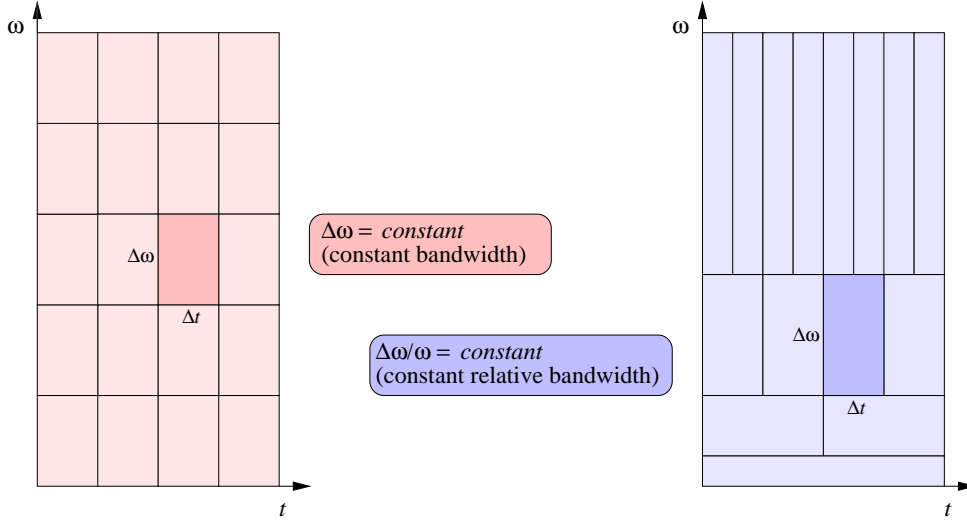 ω
Δω
Δt
t
Δω = constant
(constant bandwidth)
Δω/ω = constant
(constant relative bandwidth)
ω
Δω
Δt
t